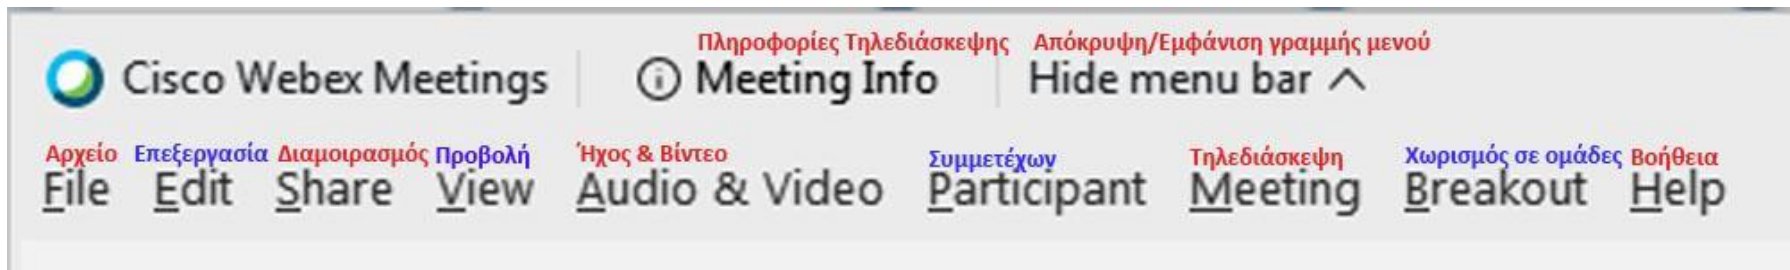 Πληροφορίες Τηλεδιάσκεψης Απόκρυψη/Εμφάνιση γραμμής μενού
Cisco Webex Meetings Meeting Info Hide menu bar
Αρχείο Επεξεργασία Διαμοιρασμός Προβολή Ήχος & Βίντεο Συμμετέχων Τηλεδιάσκεψη Χωρισμός σε ομάδες Βοήθεια
File Edit Share View Audio & Video Participant Meeting Breakout Help